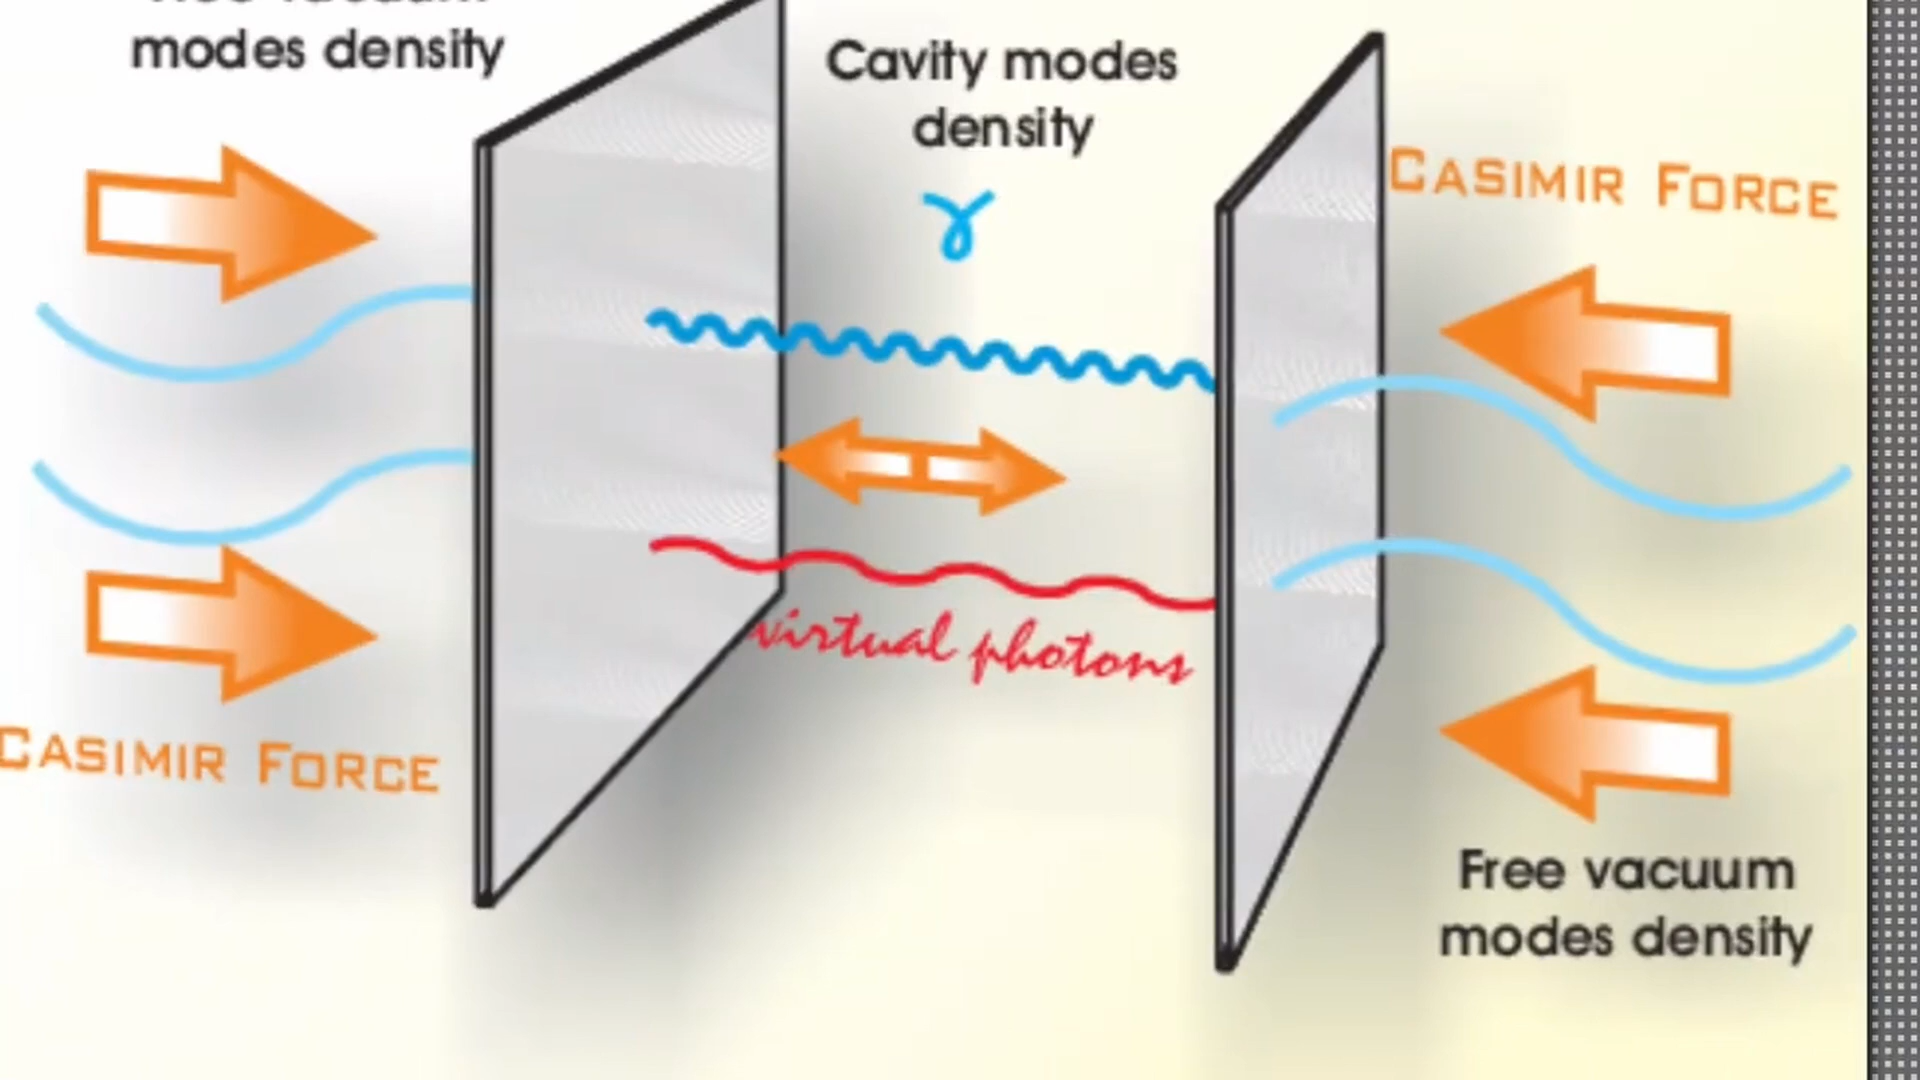 modes density
Cavity modes
density
γ
CASIMIR FORCE
virtual photons
CASIMIR FORCE
Free vacuum
modes density